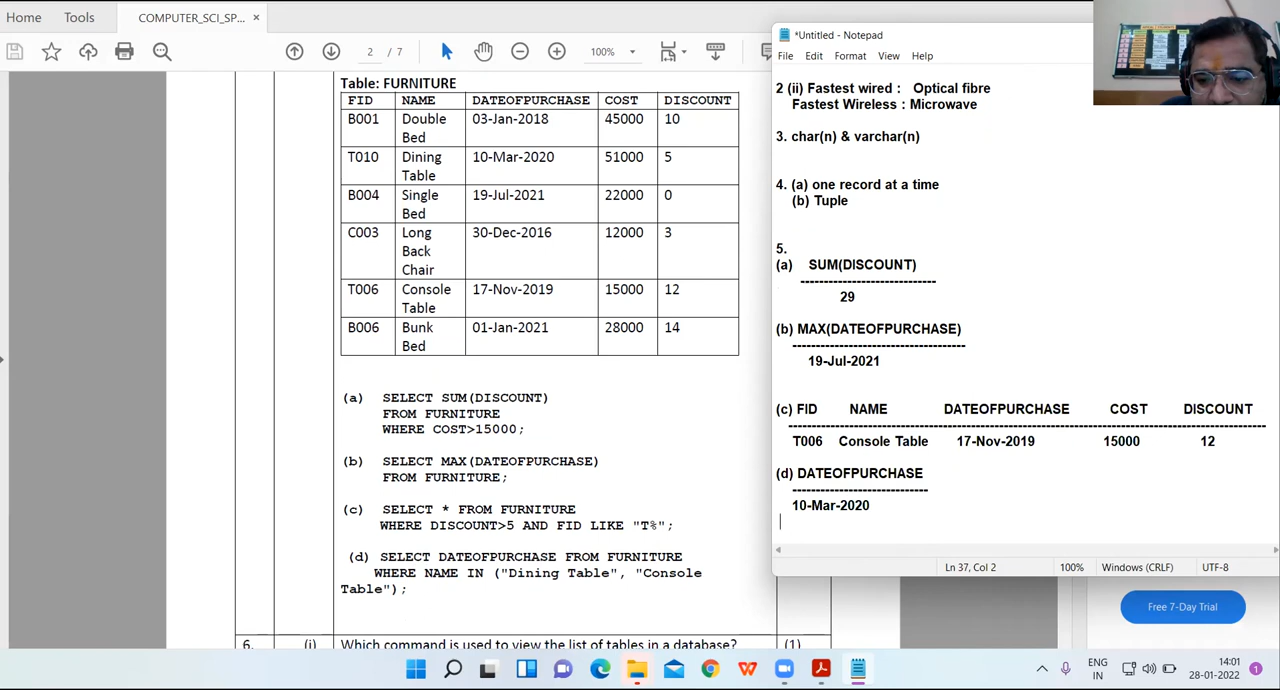 Home Tools COMPUTER_SCI_SP... ×
2 / 7 100%
Table: FURNITURE
FID NAME DATEOFPURCHASE COST DISCOUNT
B001 Double Bed 03-Jan-2018 45000 10
T010 Dining Table 10-Mar-2020 51000 5
B004 Single Bed 19-Jul-2021 22000 0
C003 Long Back Chair 30-Dec-2016 12000 3
T006 Console Table 17-Nov-2019 15000 12
B006 Bunk Bed 01-Jan-2021 28000 14
(a) SELECT SUM(DISCOUNT)
FROM FURNITURE
WHERE COST>15000;
(b) SELECT MAX(DATEOFPURCHASE)
FROM FURNITURE;
(c) SELECT * FROM FURNITURE
WHERE DISCOUNT>5 AND FID LIKE "T%";
(d) SELECT DATEOFPURCHASE FROM FURNITURE
WHERE NAME IN ("Dining Table", "Console
Table");
6. (i) Which command is used to view the list of tables in a database? (1)
*Untitled - Notepad
File Edit Format View Help
2 (ii) Fastest wired : Optical fibre
Fastest Wireless : Microwave
3. char(n) & varchar(n)
4. (a) one record at a time
(b) Tuple
5.
(a) SUM(DISCOUNT)
-----------------------------
29
(b) MAX(DATEOFPURCHASE)
-------------------------------------
19-Jul-2021
(c) FID NAME DATEOFPURCHASE COST DISCOUNT
--------------------------------------------------------------------------------------------------------
T006 Console Table 17-Nov-2019 15000 12
(d) DATEOFPURCHASE
-----------------------------
10-Mar-2020
Ln 37, Col 2 100% Windows (CRLF) UTF-8
Free 7-Day Trial
ENG
IN
14:01
28-01-2022
1